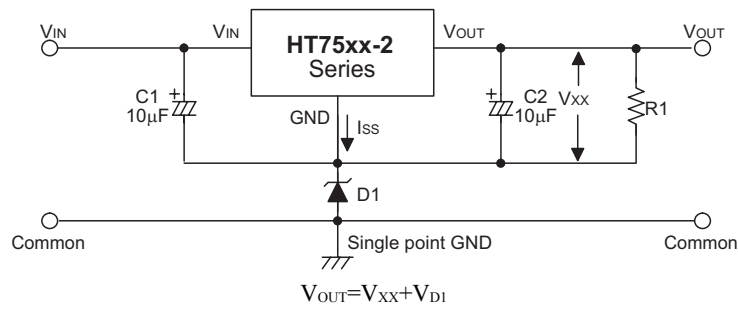 VIN VIN HT75xx-2 VOUT VOUT
Series
C1 + C2 + VXX
10μF GND ISS 10μF R1
D1
Common Single point GND Common
VOUT=VXX+VD1